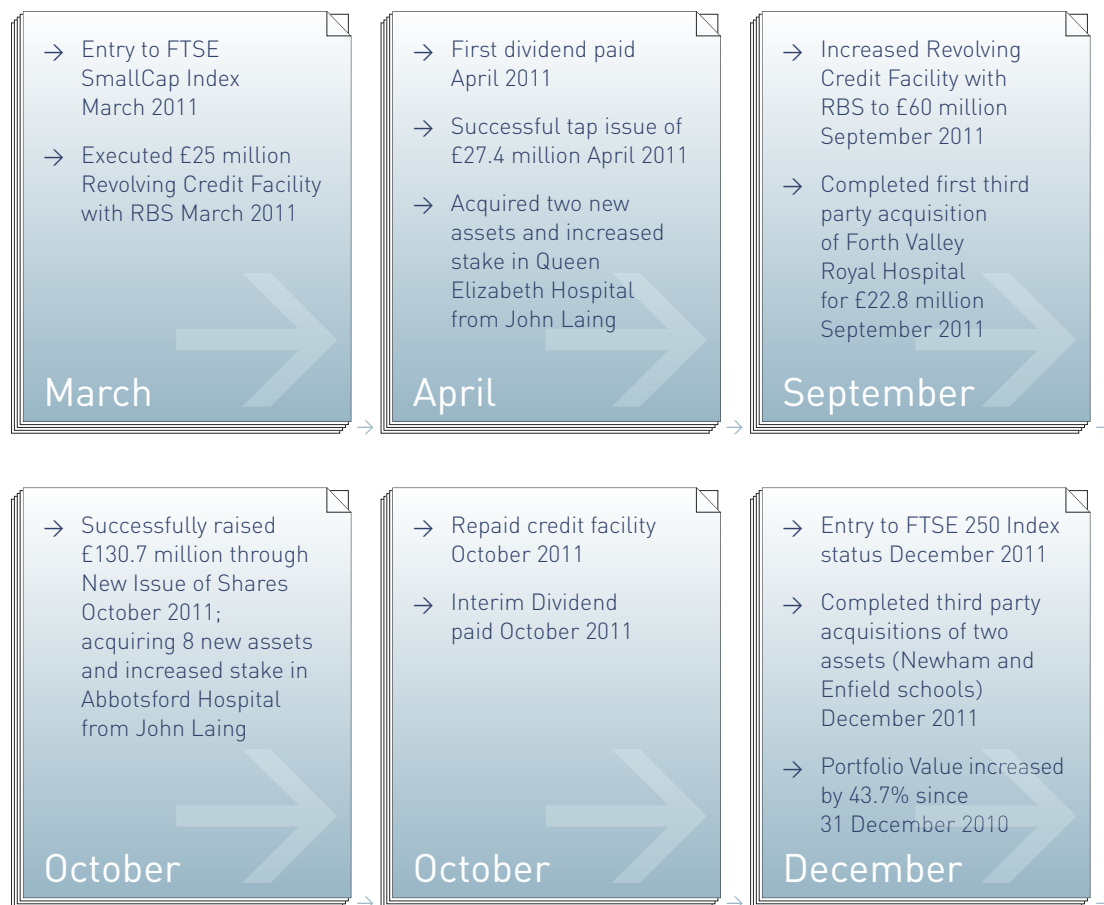 → Entry to FTSE
SmallCap Index
March 2011
→ Executed £25 million
Revolving Credit Facility
with RBS March 2011
March
→ First dividend paid
April 2011
→ Successful tap issue of
£27.4 million April 2011
→ Acquired two new
assets and increased
stake in Queen
Elizabeth Hospital
from John Laing
April
→ Increased Revolving
Credit Facility with
RBS to £60 million
September 2011
→ Completed first third
party acquisition
of Forth Valley
Royal Hospital
for £22.8 million
September 2011
September
→ Successfully raised
£130.7 million through
New Issue of Shares
October 2011;
acquiring 8 new assets
and increased stake in
Abbotsford Hospital
from John Laing
October
→ Repaid credit facility
October 2011
→ Interim Dividend
paid October 2011
October
→ Entry to FTSE 250 Index
status December 2011
→ Completed third party
acquisitions of two
assets (Newham and
Enfield schools)
December 2011
→ Portfolio Value increased
by 43.7% since
31 December 2010
December